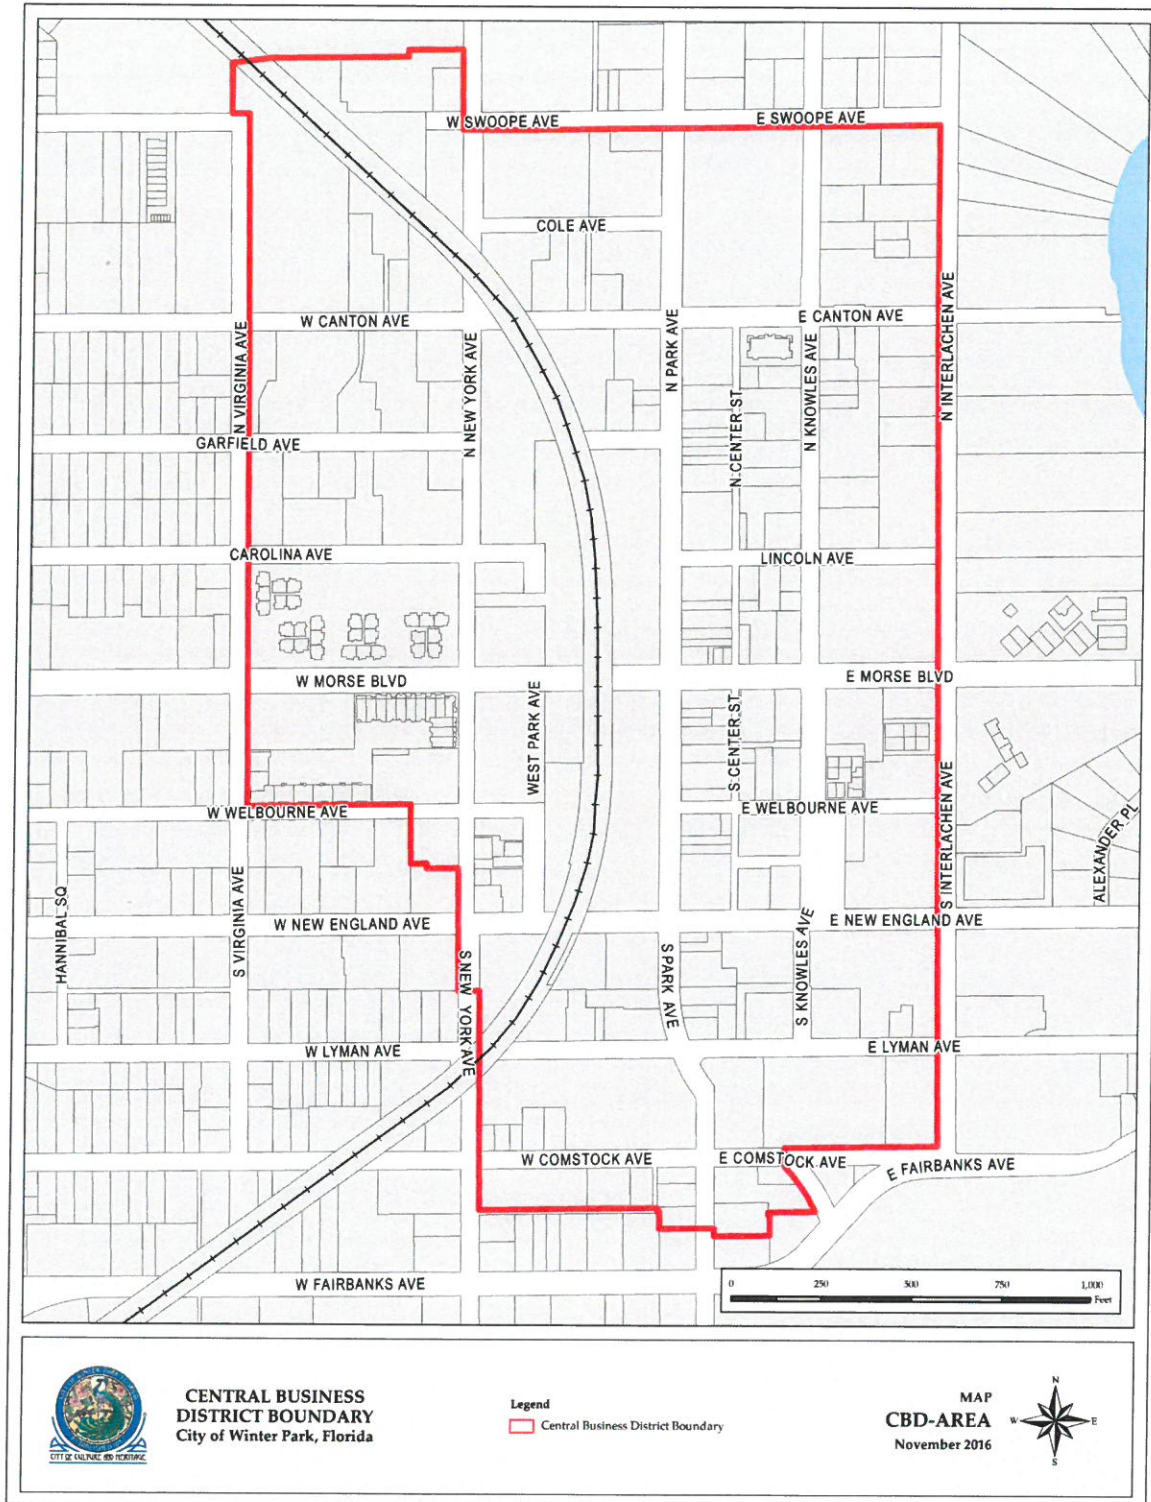 W SWOOPE AVE
E SWOOPE AVE
COLE AVE
W CANTON AVE
E CANTON AVE
N VIRGINIA AVE
N NEW YORK AVE
N PARK AVE
N CENTER ST
N KNOWLES AVE
N INTERLACHEN AVE
GARFIELD AVE
CAROLINA AVE
LINCOLN AVE
W MORSE BLVD
E MORSE BLVD
WEST PARK AVE
S CENTER ST
W WELBOURNE AVE
E WELBOURNE AVE
S INTERLACHEN AVE
ALEXANDER PL
HANNIBAL SQ
S VIRGINIA AVE
W NEW ENGLAND AVE
E NEW ENGLAND AVE
S NEW YORK AVE
S PARK AVE
S KNOWLES AVE
W LYMAN AVE
E LYMAN AVE
W COMSTOCK AVE
E COMSTOCK AVE
E FAIRBANKS AVE
W FAIRBANKS AVE
0 250 500 750 1,000
Feet
CITY OF CULTURE AND HERITAGE
CENTRAL BUSINESS
DISTRICT BOUNDARY
City of Winter Park, Florida
Legend
Central Business District Boundary
MAP
CBD-AREA
November 2016
N
W
E
S